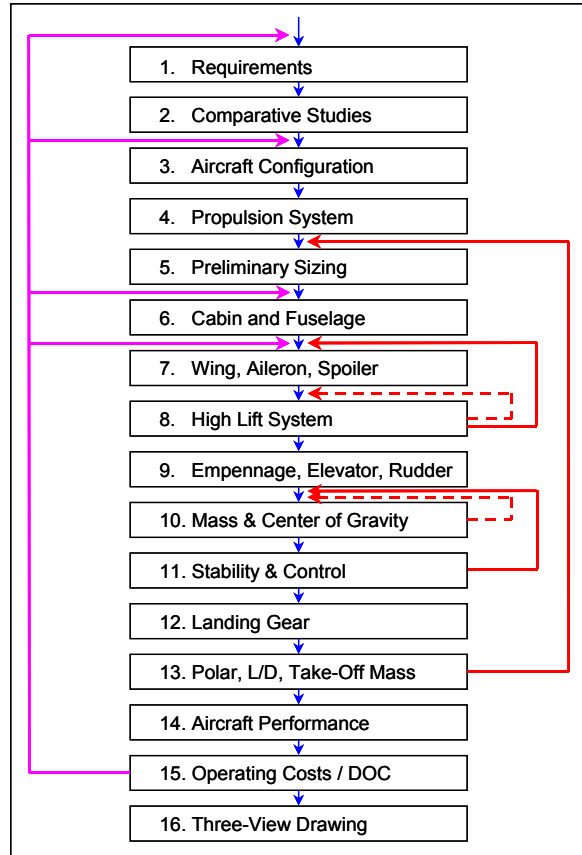 1. Requirements
2. Comparative Studies
3. Aircraft Configuration
4. Propulsion System
5. Preliminary Sizing
6. Cabin and Fuselage
7. Wing, Aileron, Spoiler
8. High Lift System
9. Empennage, Elevator, Rudder
10. Mass & Center of Gravity
11. Stability & Control
12. Landing Gear
13. Polar, L/D, Take-Off Mass
14. Aircraft Performance
15. Operating Costs / DOC
16. Three-View Drawing